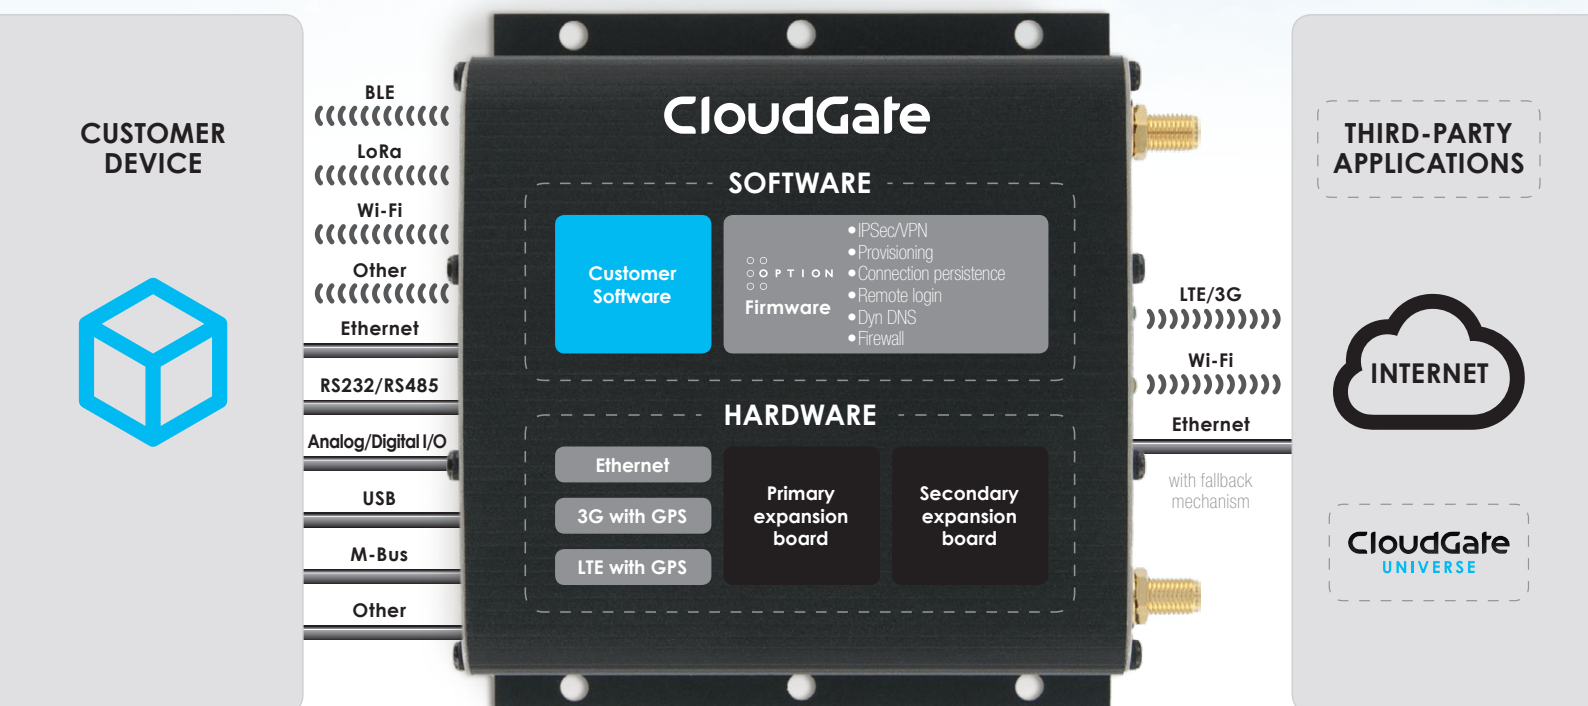 CUSTOMER
DEVICE
BLE
LoRa
Wi-Fi
Other
Ethernet
RS232/RS485
Analog/Digital I/O
USB
M-Bus
Other
CloudGate
SOFTWARE
Customer
Software
OPTION
Firmware
•IPSec/VPN
•Provisioning
•Connection persistence
•Remote login
•Dyn DNS
•Firewall
HARDWARE
Ethernet
3G with GPS
LTE with GPS
Primary
expansion
board
Secondary
expansion
board
LTE/3G
Wi-Fi
Ethernet
with fallback
mechanism
THIRD-PARTY
APPLICATIONS
INTERNET
CloudGate
UNIVERSE